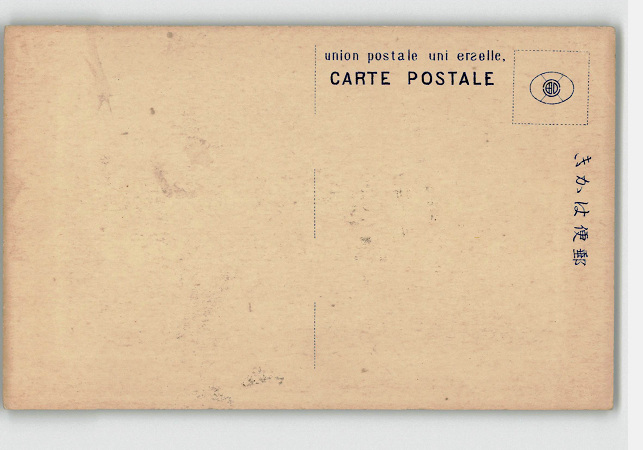 union postale uni erselle.
CARTE POSTALE
きかは便郵